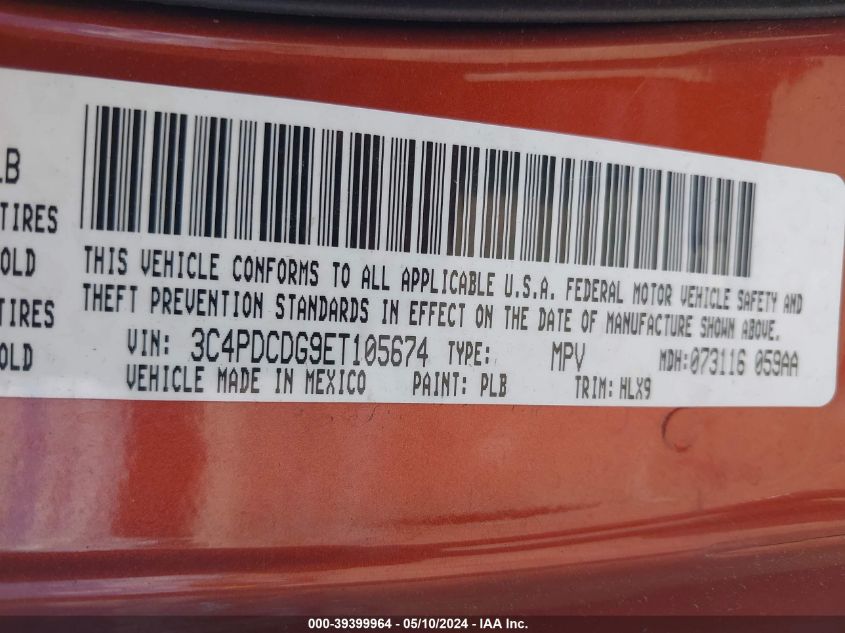 LB
TIRES
OLD
TIRES
OLD
THIS VEHICLE CONFORMS TO ALL APPLICABLE U.S.A. FEDERAL MOTOR VEHICLE SAFETY AND
THEFT PREVENTION STANDARDS IN EFFECT ON THE DATE OF MANUFACTURE SHOWN ABOVE.
VIN: 3C4PDCDG9ET105674 TYPE: MPV MDH:073116 059AA
VEHICLE MADE IN MEXICO PAINT: PLB TRIM: HLX9
000-39399964 - 05/10/2024 - IAA Inc.